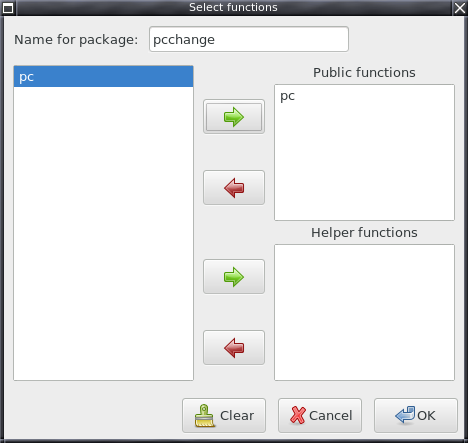 Select functions
Name for package: pcchange
pc
Public functions
pc
Helper functions
Clear
Cancel
OK